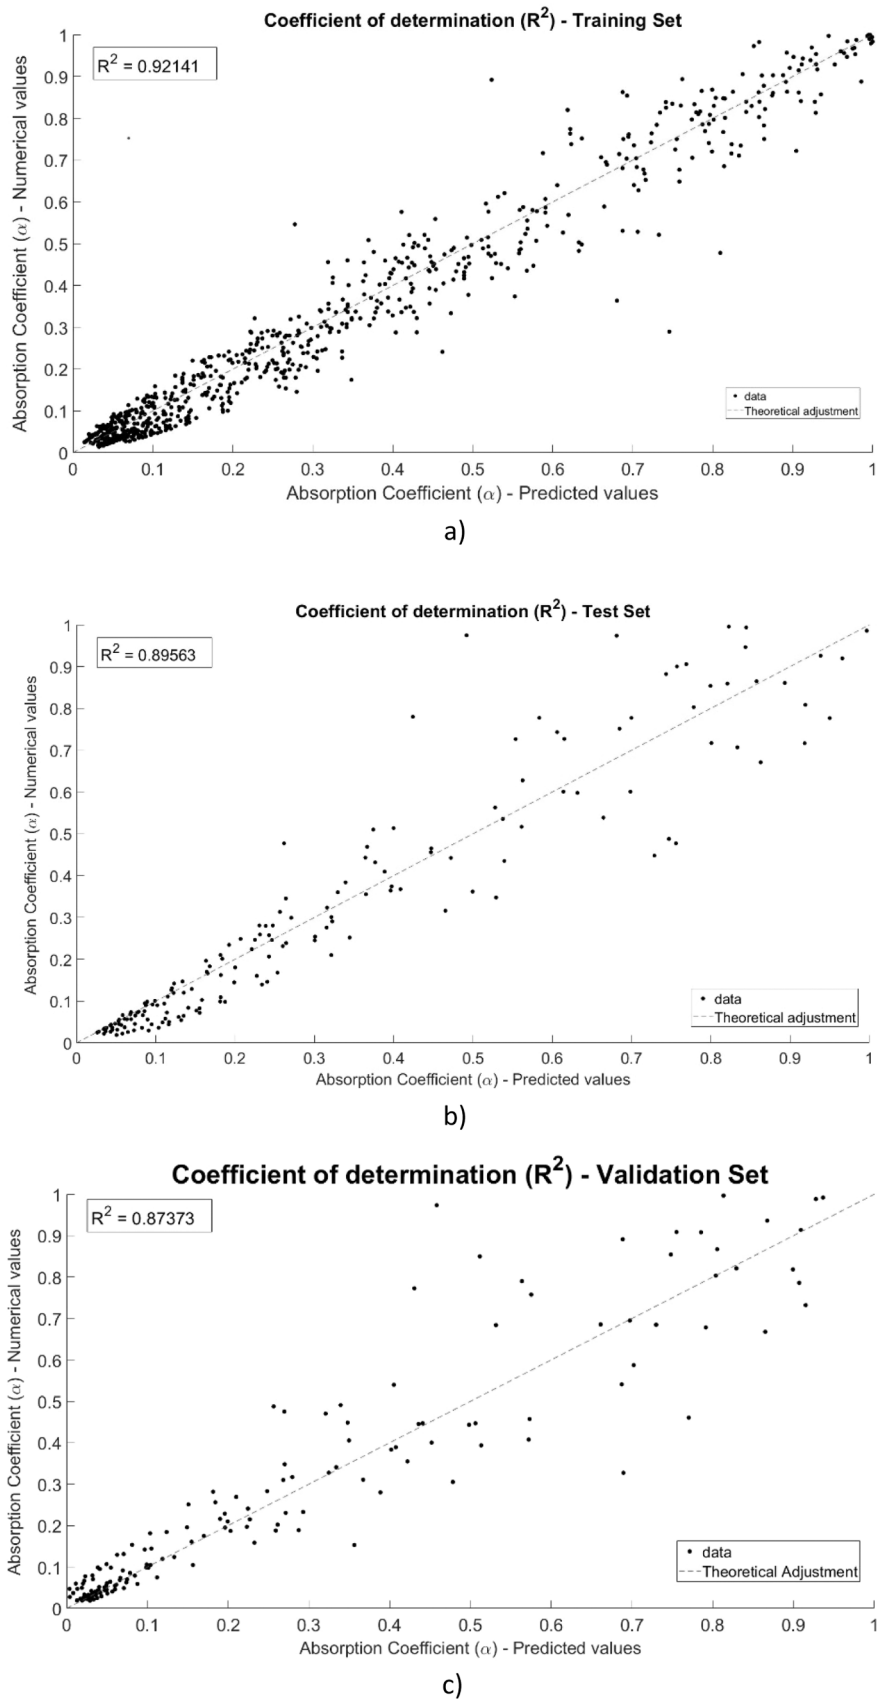 Coefficient of determination (R²) - Training Set
R² = 0.92141
Absorption Coefficient (α) - Numerical values
1
0.9
0.8
0.7
0.6
0.5
0.4
0.3
0.2
0.1
0
data
Theoretical adjustment
0 0.1 0.2 0.3 0.4 0.5 0.6 0.7 0.8 0.9 1
Absorption Coefficient (α) - Predicted values
a)
Coefficient of determination (R²) - Test Set
R² = 0.89563
Absorption Coefficient (α) - Numerical values
1
0.9
0.8
0.7
0.6
0.5
0.4
0.3
0.2
0.1
0
data
Theoretical adjustment
0 0.1 0.2 0.3 0.4 0.5 0.6 0.7 0.8 0.9 1
Absorption Coefficient (α) - Predicted values
b)
Coefficient of determination (R²) - Validation Set
R² = 0.87373
Absorption Coefficient (α) - Numerical values
1
0.9
0.8
0.7
0.6
0.5
0.4
0.3
0.2
0.1
0
data
Theoretical Adjustment
0 0.1 0.2 0.3 0.4 0.5 0.6 0.7 0.8 0.9 1
Absorption Coefficient (α) - Predicted values
c)